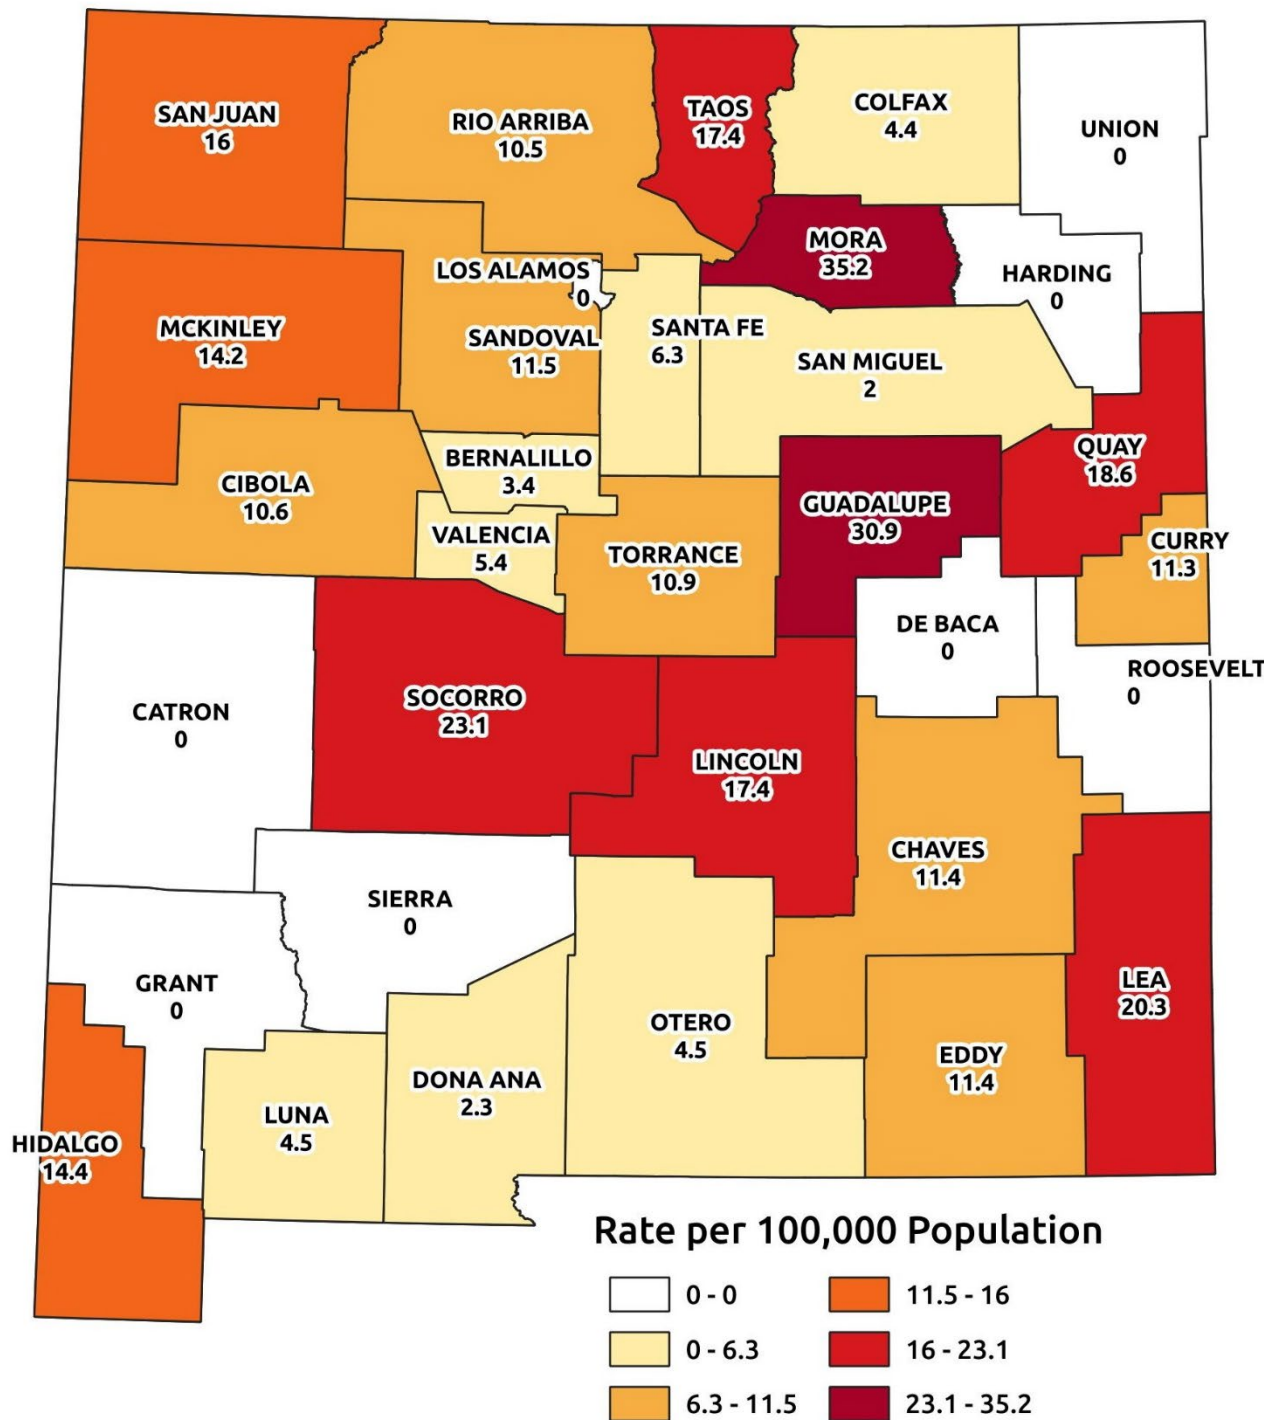 SAN JUAN
16
RIO ARRIBA
10.5
TAOS
17.4
COLFAX
4.4
UNION
0
MORA
35.2
HARDING
0
LOS ALAMOS
0
MCKINLEY
14.2
SANDOVAL
11.5
SANTA FE
6.3
SAN MIGUEL
2
QUAY
18.6
CIBOLA
10.6
BERNALILLO
3.4
VALENCIA
5.4
TORRANCE
10.9
GUADALUPE
30.9
CURRY
11.3
DE BACA
0
ROOSEVELT
0
CATRON
0
SOCORRO
23.1
LINCOLN
17.4
CHAVES
11.4
SIERRA
0
GRANT
0
OTERO
4.5
LEA
20.3
EDDY
11.4
DONA ANA
2.3
LUNA
4.5
HIDALGO
14.4
Rate per 100,000 Population
0 - 0
0 - 6.3
6.3 - 11.5
11.5 - 16
16 - 23.1
23.1 - 35.2